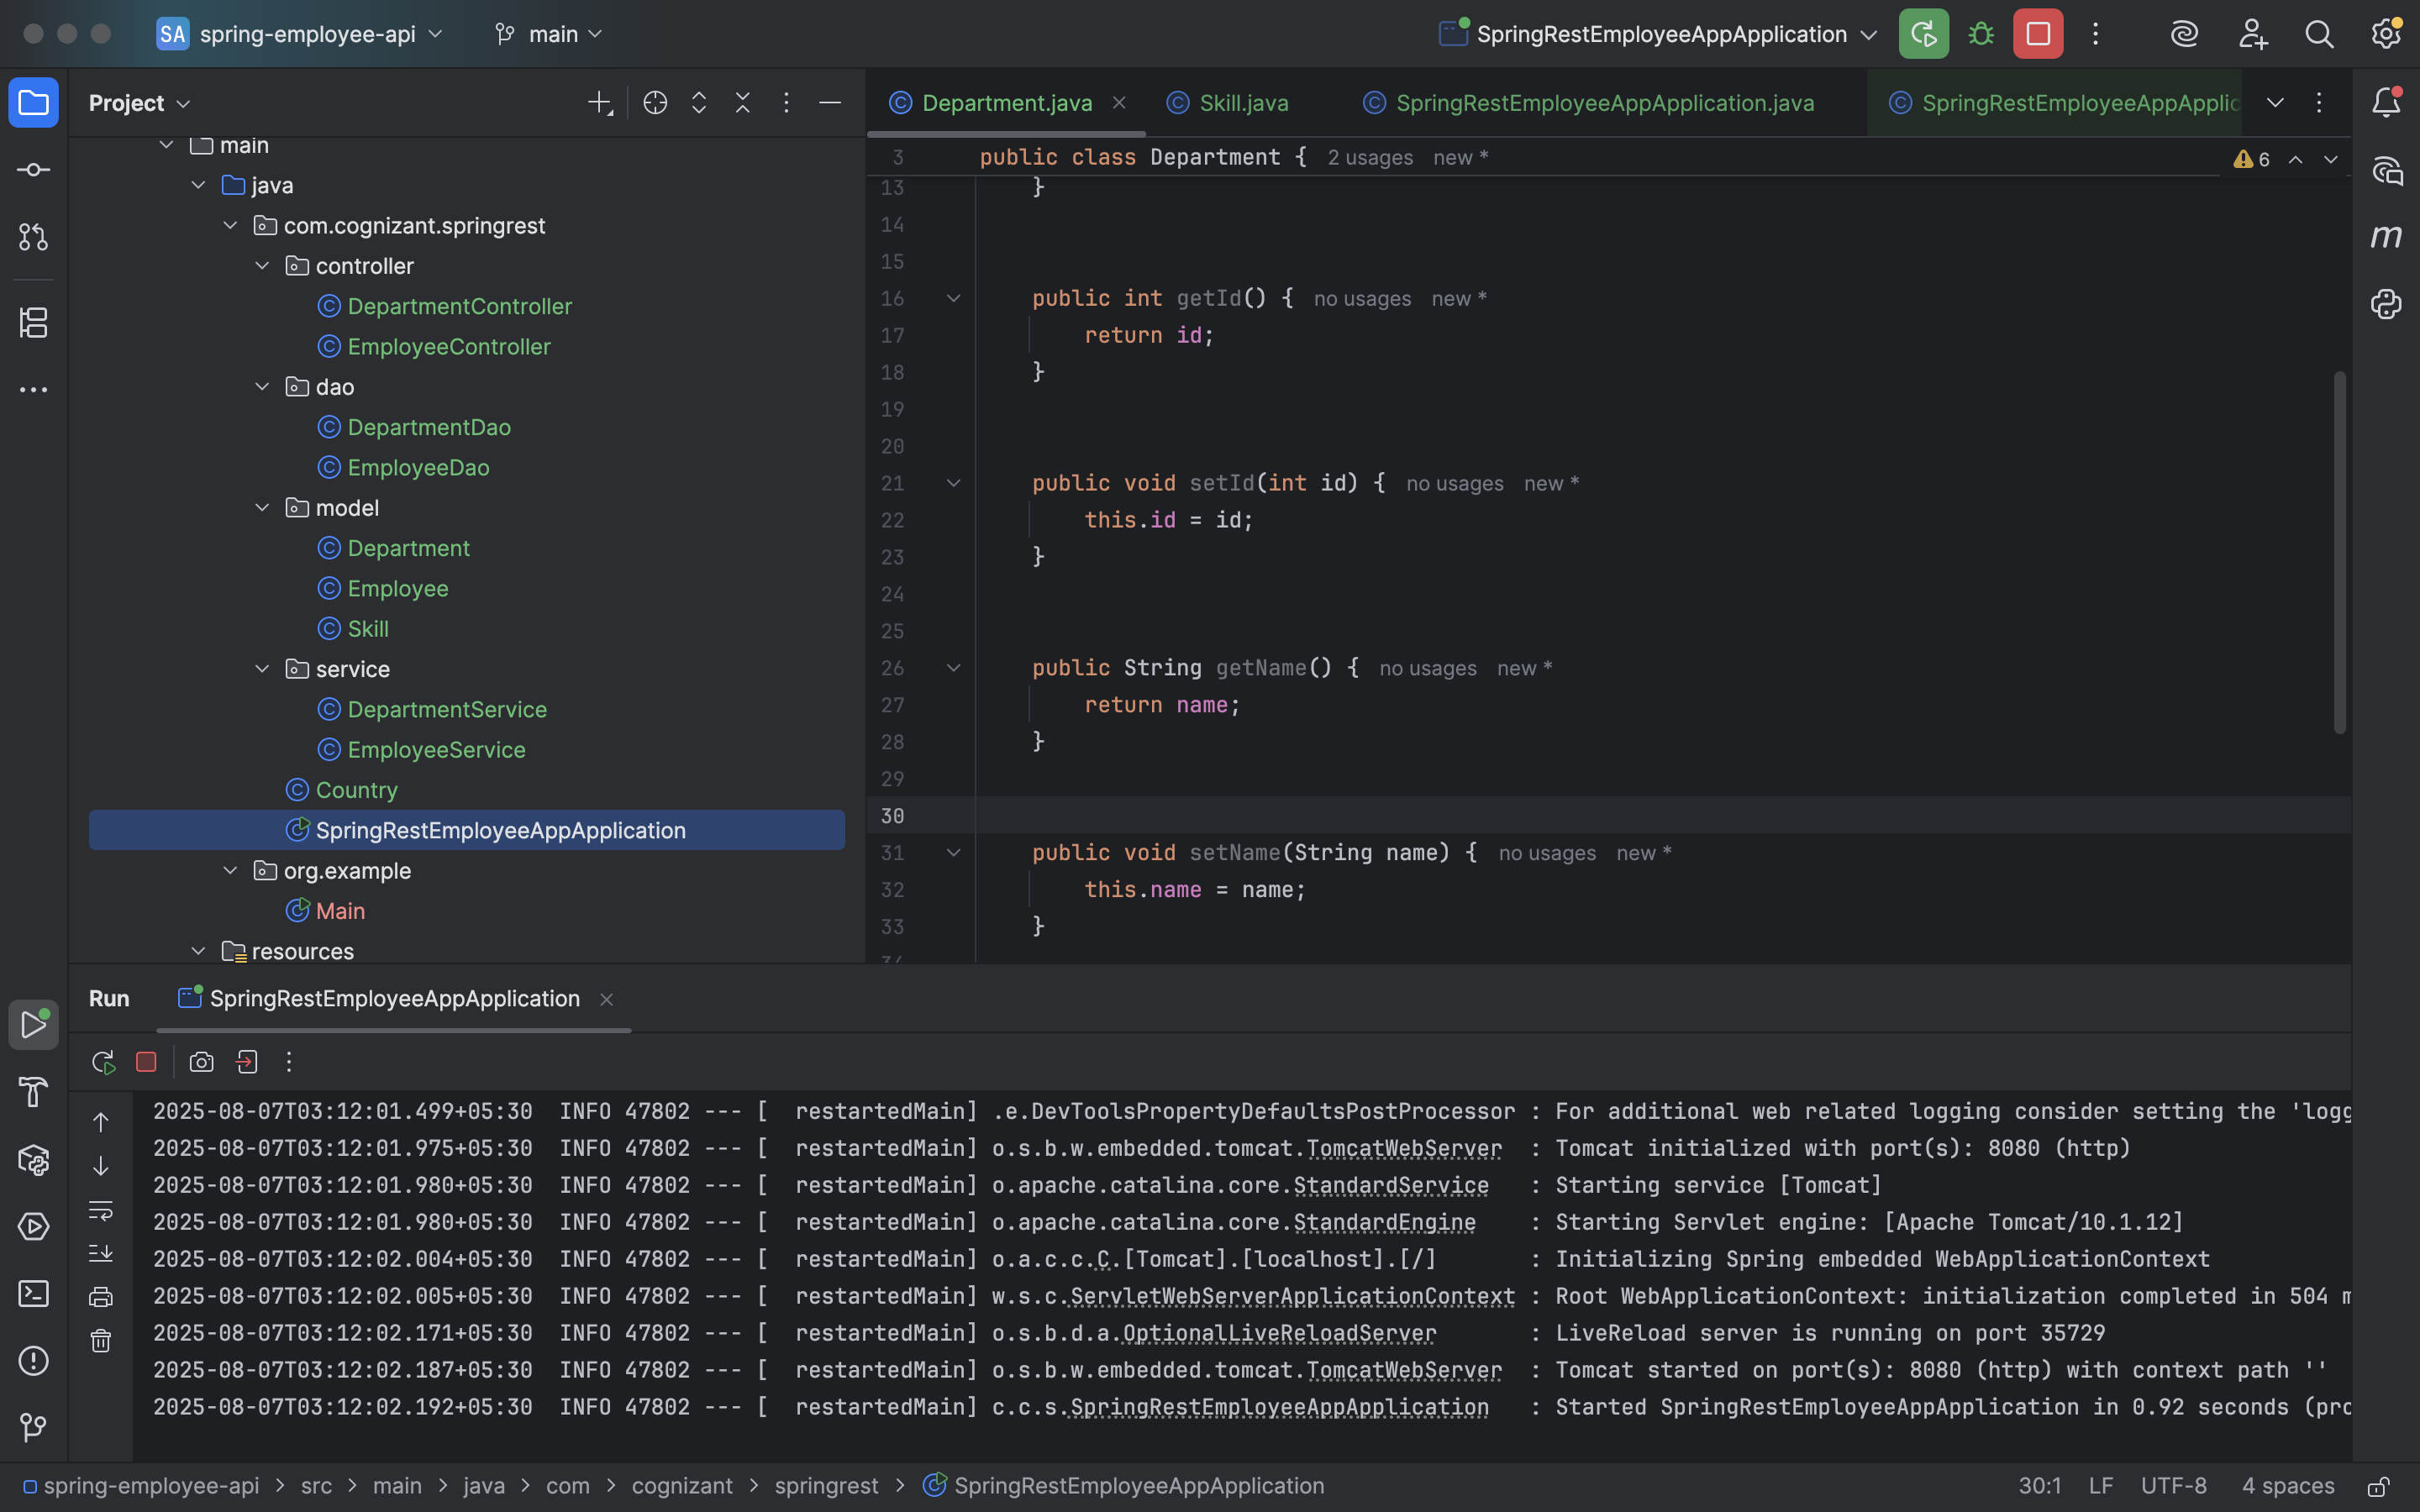 SA spring-employee-api main SpringRestEmployeeAppApplication
Project
main
java
com.cognizant.springrest
controller
DepartmentController
EmployeeController
dao
DepartmentDao
EmployeeDao
model
Department
Employee
Skill
service
DepartmentService
EmployeeService
Country
SpringRestEmployeeAppApplication
org.example
Main
resources
Department.java Skill.java SpringRestEmployeeAppApplication.java SpringRestEmployeeAppApplic
3 public class Department { 2 usages new *
6
13 }
14
15
16 public int getId() { no usages new *
17 return id;
18 }
19
20
21 public void setId(int id) { no usages new *
22 this.id = id;
23 }
24
25
26 public String getName() { no usages new *
27 return name;
28 }
29
30
31 public void setName(String name) { no usages new *
32 this.name = name;
33 }
34
m
Run SpringRestEmployeeAppApplication
2025-08-07T03:12:01.499+05:30  INFO 47802 --- [  restartedMain] .e.DevToolsPropertyDefaultsPostProcessor : For additional web related logging consider setting the 'logg
2025-08-07T03:12:01.975+05:30  INFO 47802 --- [  restartedMain] o.s.b.w.embedded.tomcat.TomcatWebServer  : Tomcat initialized with port(s): 8080 (http)
2025-08-07T03:12:01.980+05:30  INFO 47802 --- [  restartedMain] o.apache.catalina.core.StandardService   : Starting service [Tomcat]
2025-08-07T03:12:01.980+05:30  INFO 47802 --- [  restartedMain] o.apache.catalina.core.StandardEngine    : Starting Servlet engine: [Apache Tomcat/10.1.12]
2025-08-07T03:12:02.004+05:30  INFO 47802 --- [  restartedMain] o.a.c.c.C.[Tomcat].[localhost].[/]       : Initializing Spring embedded WebApplicationContext
2025-08-07T03:12:02.005+05:30  INFO 47802 --- [  restartedMain] w.s.c.ServletWebServerApplicationContext : Root WebApplicationContext: initialization completed in 504 m
2025-08-07T03:12:02.171+05:30  INFO 47802 --- [  restartedMain] o.s.b.d.a.OptionalLiveReloadServer       : LiveReload server is running on port 35729
2025-08-07T03:12:02.187+05:30  INFO 47802 --- [  restartedMain] o.s.b.w.embedded.tomcat.TomcatWebServer  : Tomcat started on port(s): 8080 (http) with context path ''
2025-08-07T03:12:02.192+05:30  INFO 47802 --- [  restartedMain] c.c.s.SpringRestEmployeeAppApplication   : Started SpringRestEmployeeAppApplication in 0.92 seconds (pro
spring-employee-api > src > main > java > com > cognizant > springrest > SpringRestEmployeeAppApplication 30:1 LF UTF-8 4 spaces